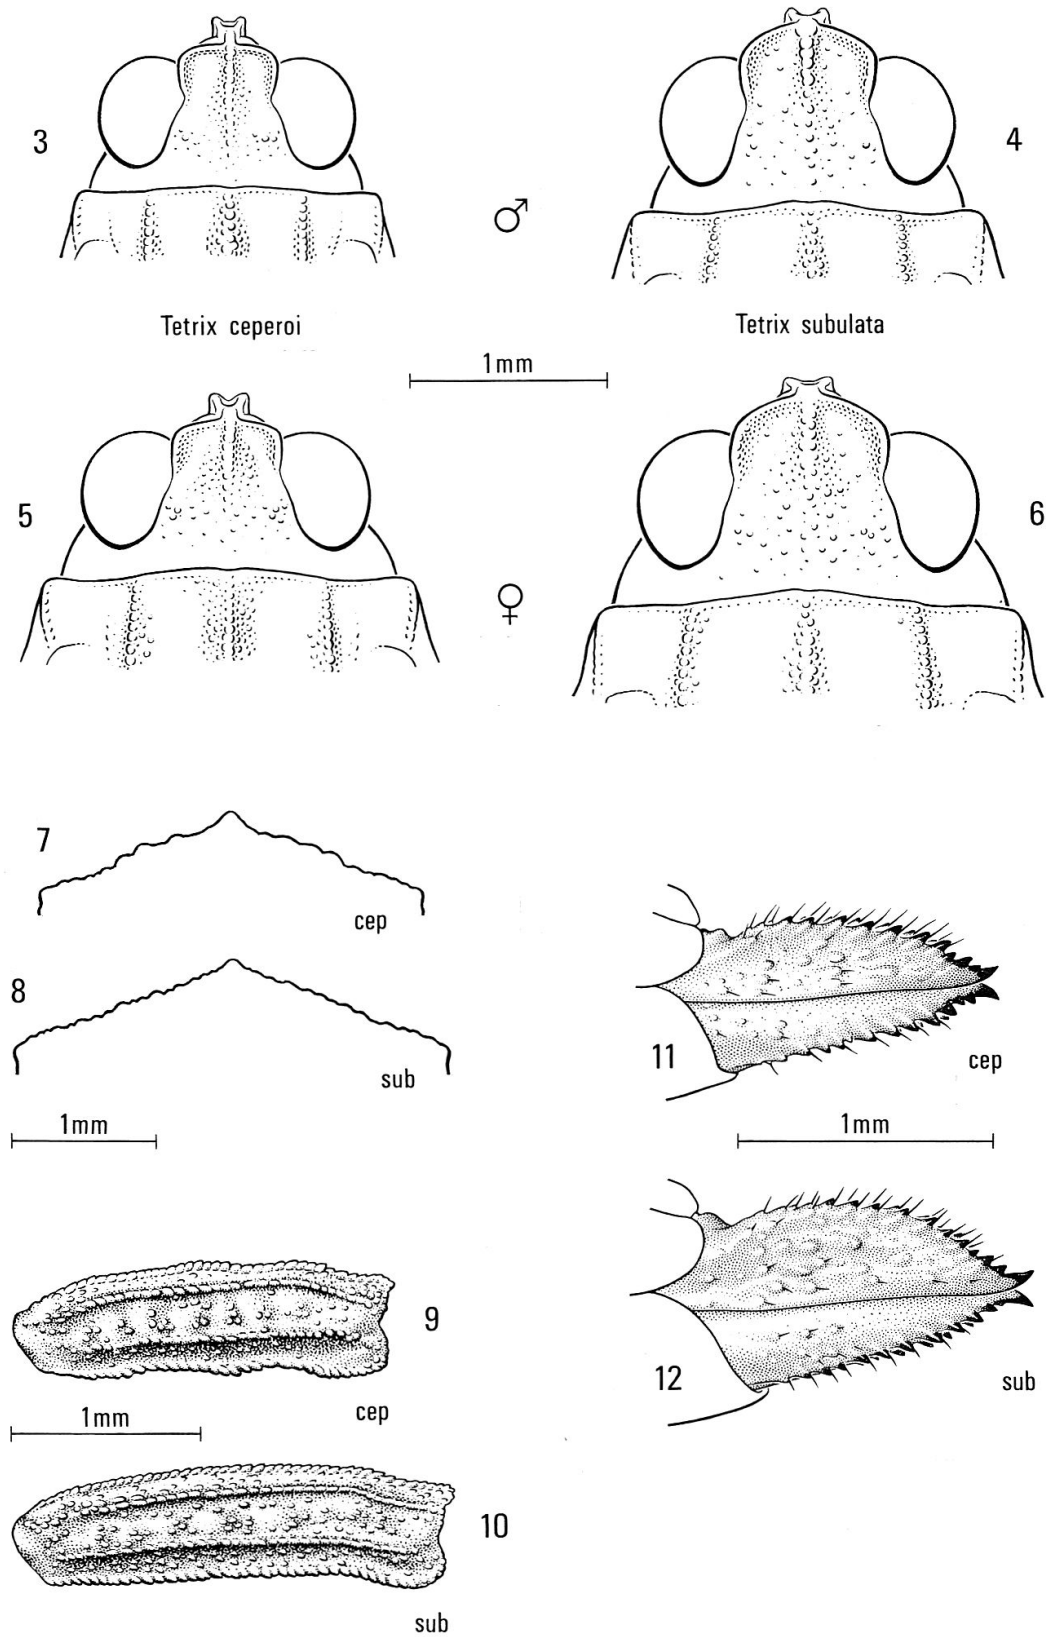 3
4
♂
Tetrix ceperoi
Tetrix subulata
1mm
5
6
♀
7
cep
8
sub
11
cep
1mm
1mm
12
sub
9
cep
1mm
10
sub